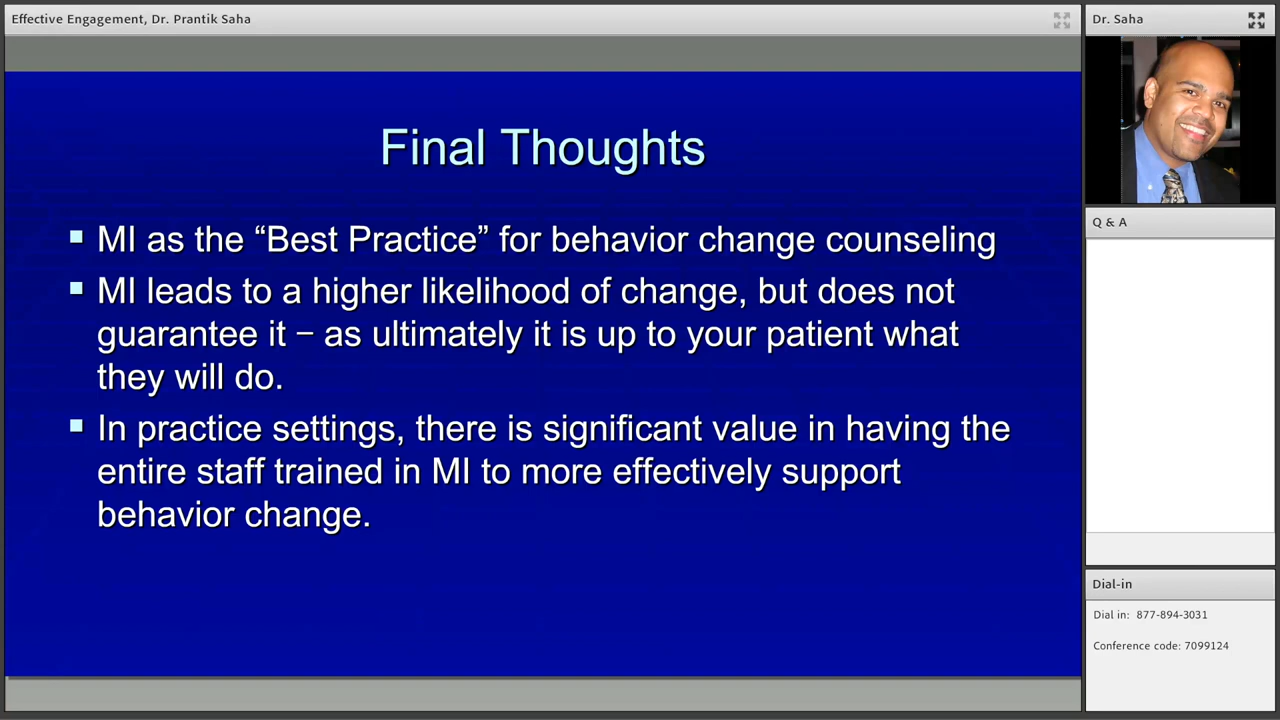 Effective Engagement, Dr. Prantik Saha
Dr. Saha
Final Thoughts
MI as the “Best Practice” for behavior change counseling
MI leads to a higher likelihood of change, but does not
guarantee it – as ultimately it is up to your patient what
they will do.
In practice settings, there is significant value in having the
entire staff trained in MI to more effectively support
behavior change.
Q & A
Dial-in
Dial in: 877-894-3031
Conference code: 7099124